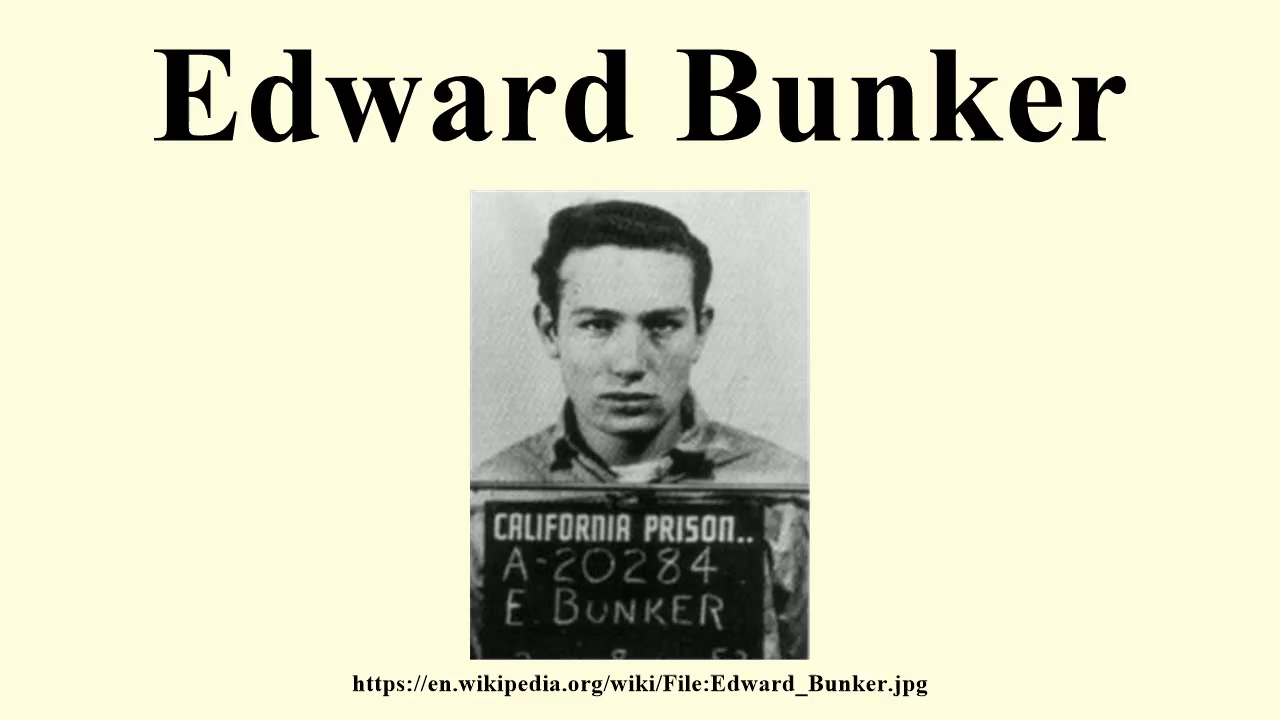 Edward Bunker
CALIFORNIA PRISON..
A-20284
E. BUNKER
https://en.wikipedia.org/wiki/File:Edward_Bunker.jpg